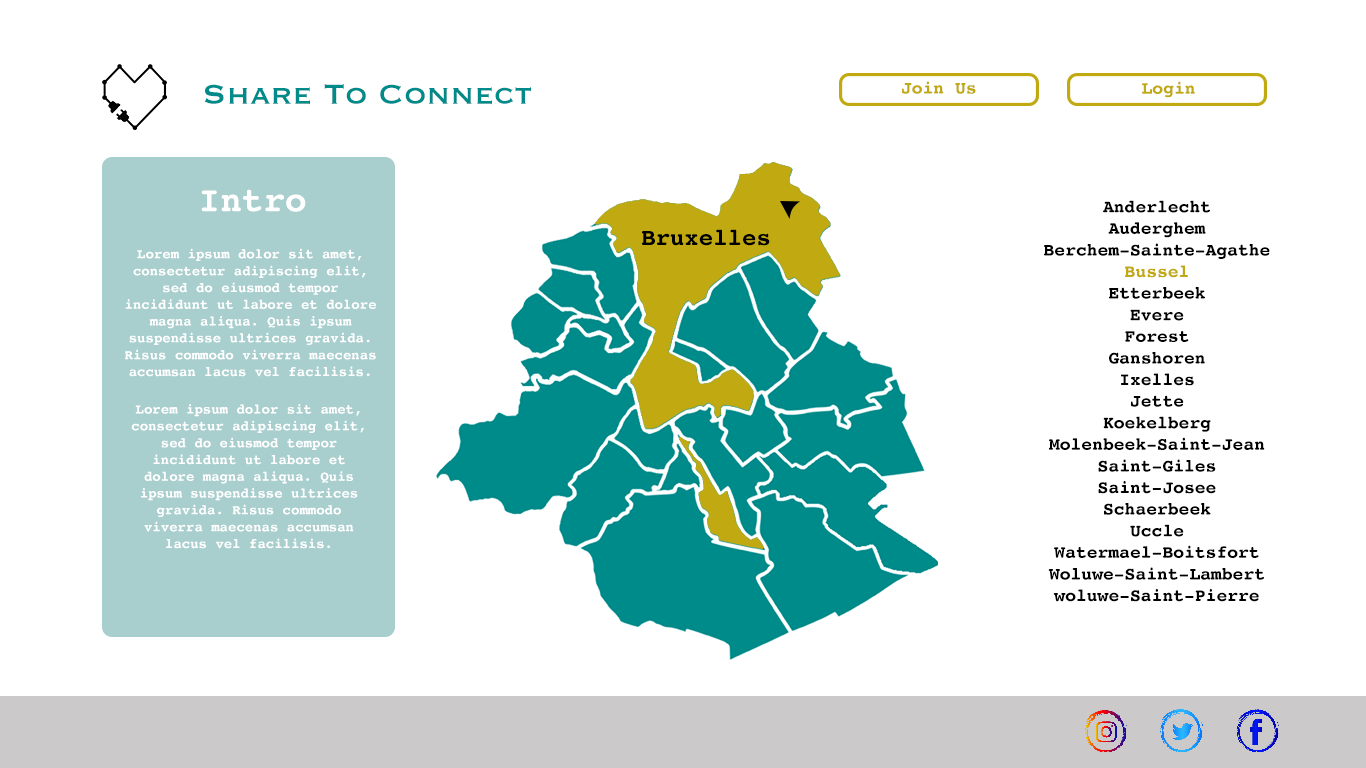 Share To Connect
Join Us
Login
Intro
Lorem ipsum dolor sit amet,
consectetur adipiscing elit,
sed do eiusmod tempor
incididunt ut labore et dolore
magna aliqua. Quis ipsum
suspendisse ultrices gravida.
Risus commodo viverra maecenas
accumsan lacus vel facilisis.
Lorem ipsum dolor sit amet,
consectetur adipiscing elit,
sed do eiusmod tempor
incididunt ut labore et
dolore magna aliqua. Quis
ipsum suspendisse ultrices
gravida. Risus commodo
viverra maecenas accumsan
lacus vel facilisis.
Bruxelles
Anderlecht
Auderghem
Berchem-Sainte-Agathe
Bussel
Etterbeek
Evere
Forest
Ganshoren
Ixelles
Jette
Koekelberg
Molenbeek-Saint-Jean
Saint-Giles
Saint-Josee
Schaerbeek
Uccle
Watermael-Boitsfort
Woluwe-Saint-Lambert
woluwe-Saint-Pierre